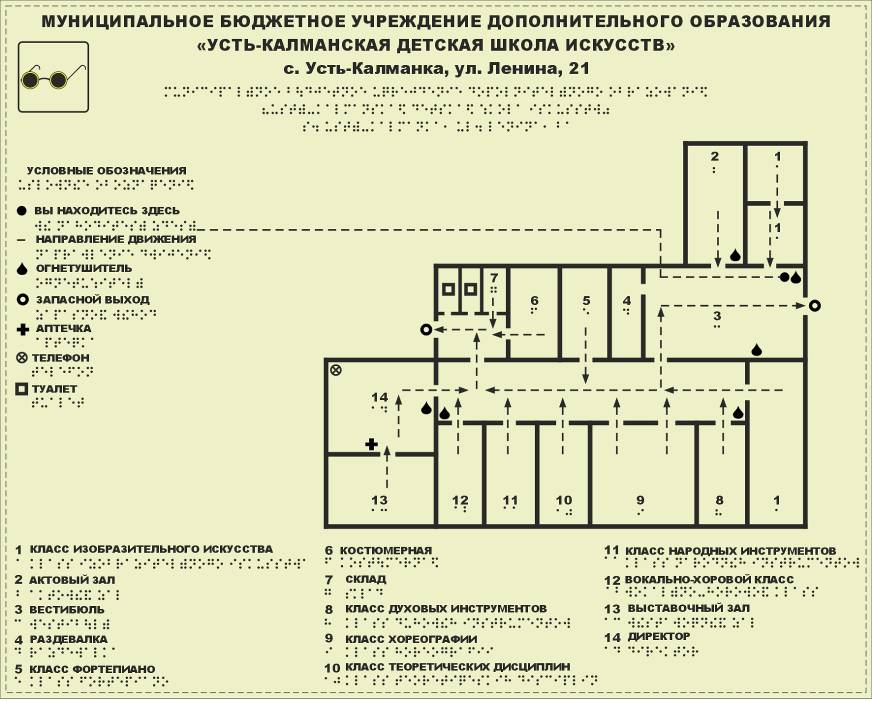 МУНИЦИПАЛЬНОЕ БЮДЖЕТНОЕ УЧРЕЖДЕНИЕ ДОПОЛНИТЕЛЬНОГО ОБРАЗОВАНИЯ
«УСТЬ-КАЛМАНСКАЯ ДЕТСКАЯ ШКОЛА ИСКУССТВ»
с. Усть-Калманка, ул. Ленина, 21
УСЛОВНЫЕ ОБОЗНАЧЕНИЯ
ВЫ НАХОДИТЕСЬ ЗДЕСЬ
НАПРАВЛЕНИЕ ДВИЖЕНИЯ
ОГНЕТУШИТЕЛЬ
ЗАПАСНОЙ ВЫХОД
АПТЕЧКА
ТЕЛЕФОН
ТУАЛЕТ
2 1
1
7
6 5 4 3
14
13 12 11 10 9 8 1
1 КЛАСС ИЗОБРАЗИТЕЛЬНОГО ИСКУССТВА
2 АКТОВЫЙ ЗАЛ
3 ВЕСТИБЮЛЬ
4 РАЗДЕВАЛКА
5 КЛАСС ФОРТЕПИАНО
6 КОСТЮМЕРНАЯ
7 СКЛАД
8 КЛАСС ДУХОВЫХ ИНСТРУМЕНТОВ
9 КЛАСС ХОРЕОГРАФИИ
10 КЛАСС ТЕОРЕТИЧЕСКИХ ДИСЦИПЛИН
11 КЛАСС НАРОДНЫХ ИНСТРУМЕНТОВ
12 ВОКАЛЬНО-ХОРОВОЙ КЛАСС
13 ВЫСТАВОЧНЫЙ ЗАЛ
14 ДИРЕКТОР